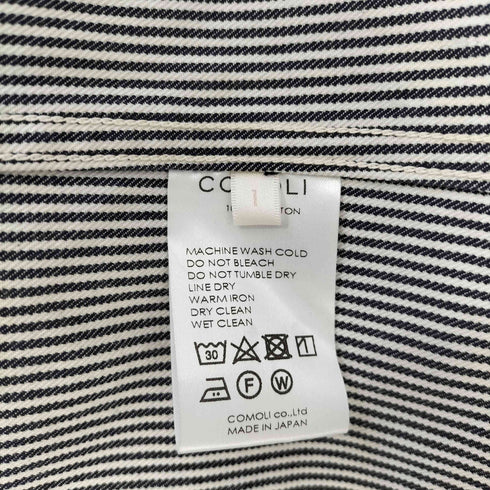 COMOLI
1
MACHINE WASH COLD
DO NOT BLEACH
DO NOT TUMBLE DRY
LINE DRY
WARM IRON
DRY CLEAN
WET CLEAN
30
F W
COMOLI co.,Ltd
MADE IN JAPAN